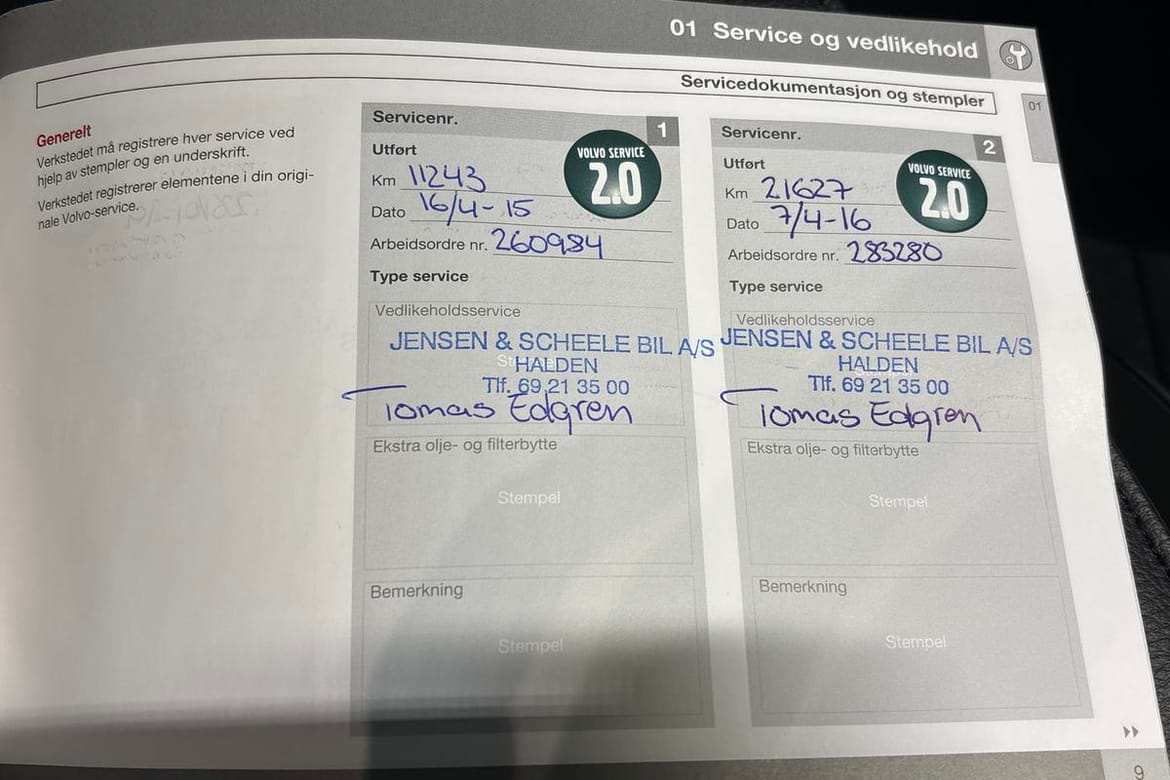 01 Service og vedlikehold
Servicedokumentasjon og stempler
01
Generelt
Verkstedet må registrere hver service ved
hjelp av stempler og en underskrift.
Verkstedet registrerer elementene i din origi-
nale Volvo-service.
Servicenr. 1
Utført
VOLVO SERVICE
2.0
Km 11243
Dato 16/4-15
Arbeidsordre nr. 260984
Type service
Vedlikeholdsservice
JENSEN & SCHEELE BIL A/S
HALDEN
Tlf. 69 21 35 00
Tomas Edgren
Ekstra olje- og filterbytte
Stempel
Bemerkning
Stempel
Servicenr. 2
Utført
VOLVO SERVICE
2.0
Km 21627
Dato 7/4-16
Arbeidsordre nr. 283280
Type service
Vedlikeholdsservice
JENSEN & SCHEELE BIL A/S
HALDEN
Tlf. 69 21 35 00
Tomas Edgren
Ekstra olje- og filterbytte
Stempel
Bemerkning
Stempel
9